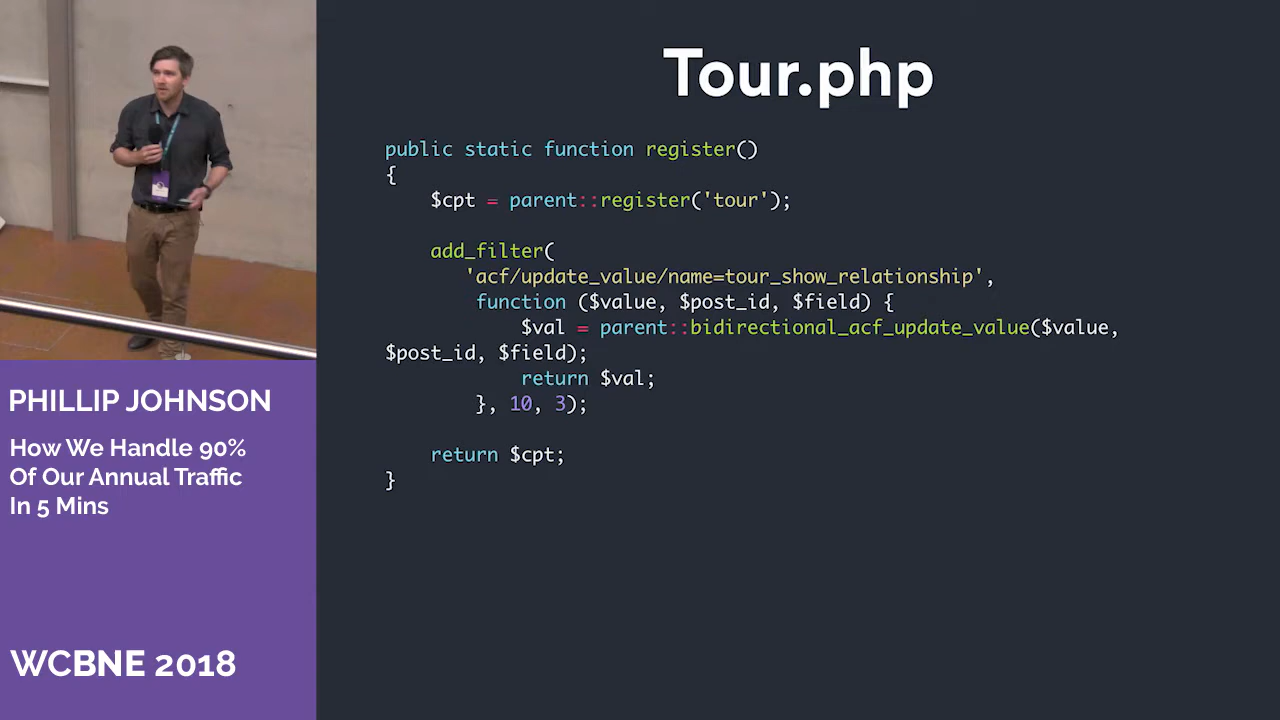 Tour.php
public static function register()
{
$cpt = parent::register('tour');
add_filter(
'acf/update_value/name=tour_show_relationship',
function ($value, $post_id, $field) {
$val = parent::bidirectional_acf_update_value($value,
$post_id, $field);
return $val;
}, 10, 3);
return $cpt;
}
PHILLIP JOHNSON
How We Handle 90%
Of Our Annual Traffic
In 5 Mins
WCBNE 2018